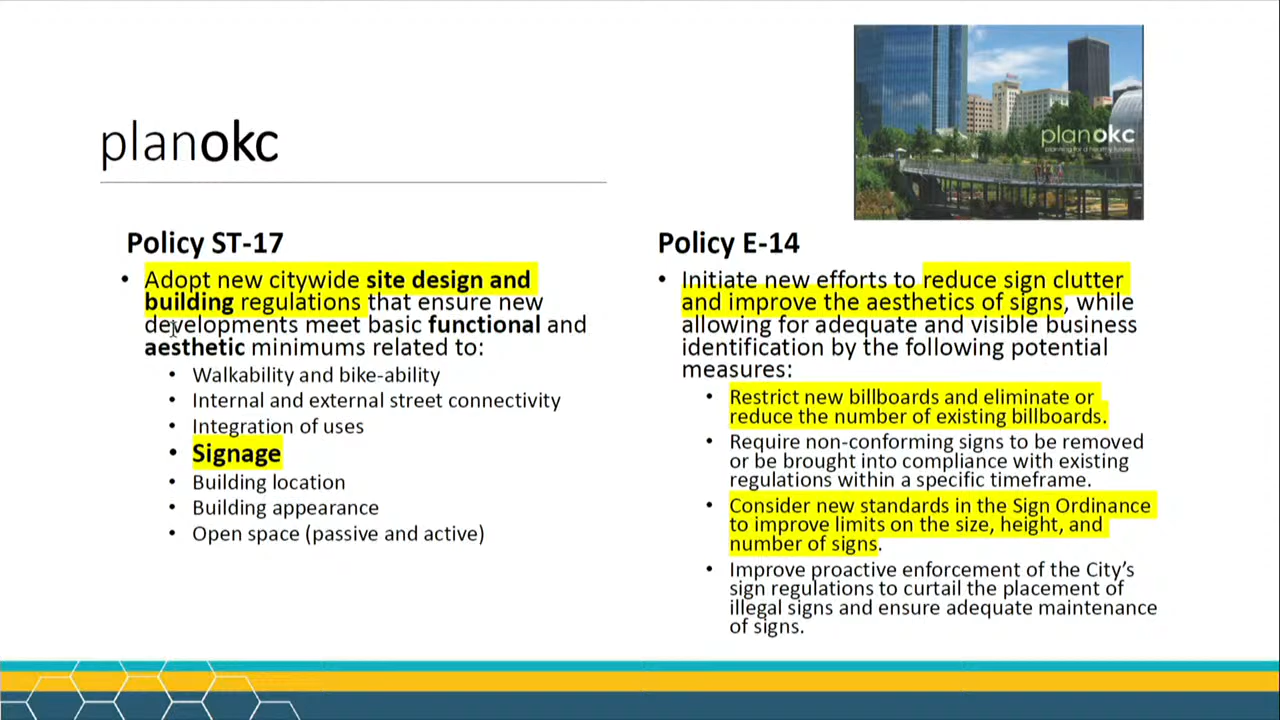 planokc
planokc
planning for a healthy future
Policy ST-17
• Adopt new citywide site design and
building regulations that ensure new
developments meet basic functional and
aesthetic minimums related to:
• Walkability and bike-ability
• Internal and external street connectivity
• Integration of uses
• Signage
• Building location
• Building appearance
• Open space (passive and active)
Policy E-14
• Initiate new efforts to reduce sign clutter
and improve the aesthetics of signs, while
allowing for adequate and visible business
identification by the following potential
measures:
• Restrict new billboards and eliminate or
reduce the number of existing billboards.
• Require non-conforming signs to be removed
or be brought into compliance with existing
regulations within a specific timeframe.
• Consider new standards in the Sign Ordinance
to improve limits on the size, height, and
number of signs.
• Improve proactive enforcement of the City’s
sign regulations to curtail the placement of
illegal signs and ensure adequate maintenance
of signs.